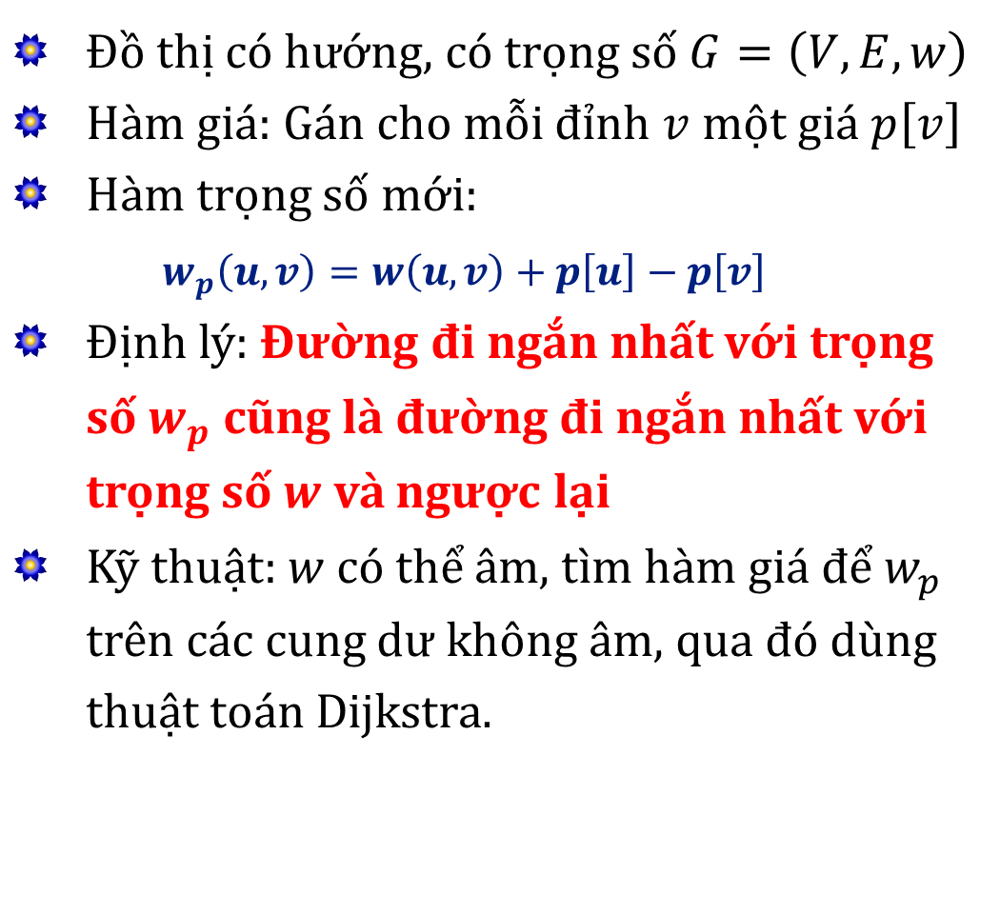 Đồ thị có hướng, có trọng số G = (V, E, w)
Hàm giá: Gán cho mỗi đỉnh v một giá p[v]
Hàm trọng số mới:
w_p(u, v) = w(u, v) + p[u] − p[v]
Định lý: Đường đi ngắn nhất với trọng
số w_p cũng là đường đi ngắn nhất với
trọng số w và ngược lại
Kỹ thuật: w có thể âm, tìm hàm giá để w_p
trên các cung dư không âm, qua đó dùng
thuật toán Dijkstra.